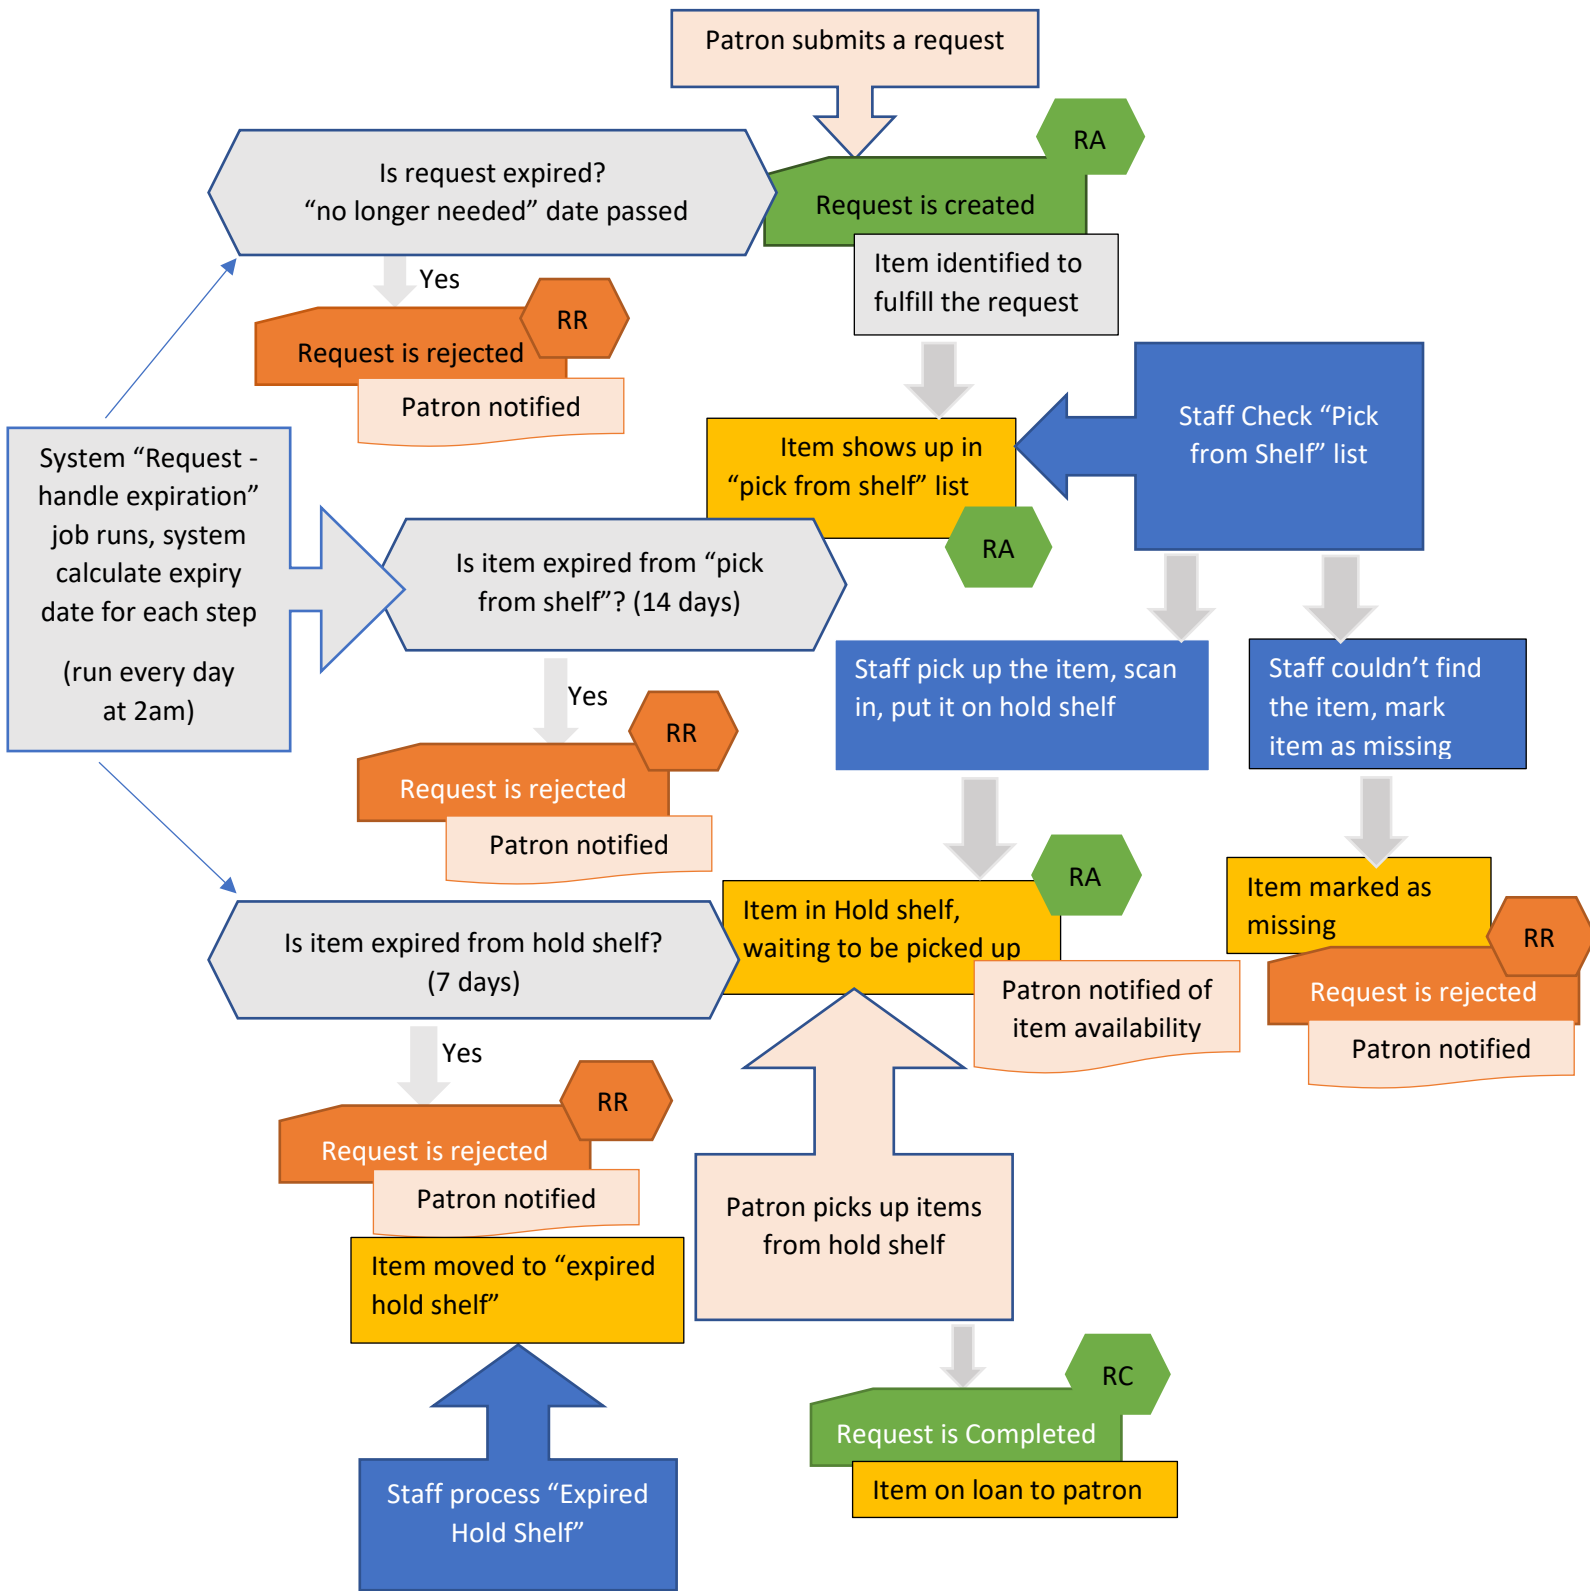 Patron submits a request
RA
Is request expired?
“no longer needed” date passed
Request is created
Item identified to
fulfill the request
Yes
RR
Request is rejected
Patron notified
Staff Check “Pick
from Shelf” list
Item shows up in
“pick from shelf” list
RA
System “Request -
handle expiration”
job runs, system
calculate expiry
date for each step
(run every day
at 2am)
Is item expired from “pick
from shelf”? (14 days)
Staff pick up the item, scan
in, put it on hold shelf
Staff couldn’t find
the item, mark
item as missing
Yes
RR
Request is rejected
Patron notified
RA
Item in Hold shelf,
waiting to be picked up
Patron notified of
item availability
Item marked as
missing
RR
Request is rejected
Patron notified
Is item expired from hold shelf?
(7 days)
Yes
RR
Request is rejected
Patron notified
Item moved to “expired
hold shelf”
Patron picks up items
from hold shelf
RC
Request is Completed
Item on loan to patron
Staff process “Expired
Hold Shelf”